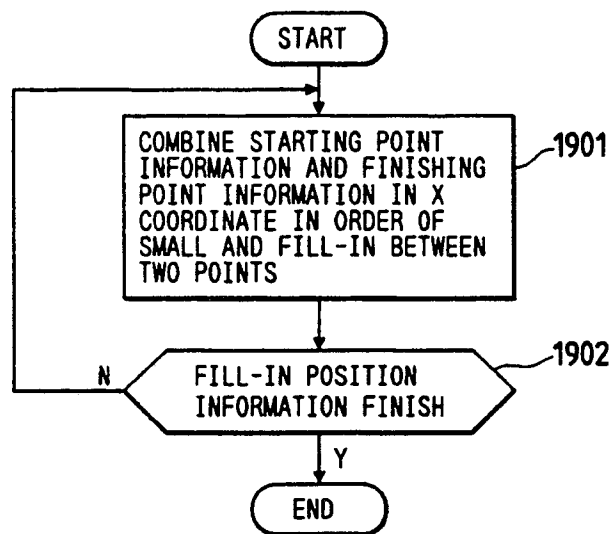 START
COMBINE STARTING POINT
INFORMATION AND FINISHING
POINT INFORMATION IN X
COORDINATE IN ORDER OF
SMALL AND FILL-IN BETWEEN
TWO POINTS
1901
1902
N
FILL-IN POSITION
INFORMATION FINISH
Y
END